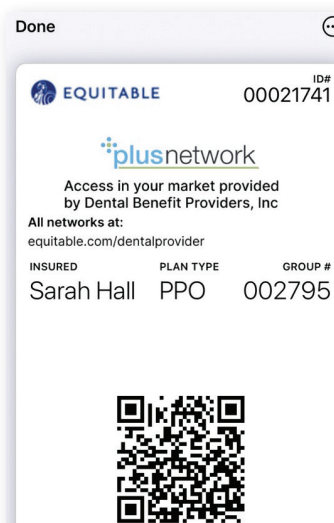 Done
EQUITABLE
ID#
00021741
plusnetwork
Access in your market provided
by Dental Benefit Providers, Inc
All networks at:
equitable.com/dentalprovider
INSURED PLAN TYPE GROUP #
Sarah Hall PPO 002795